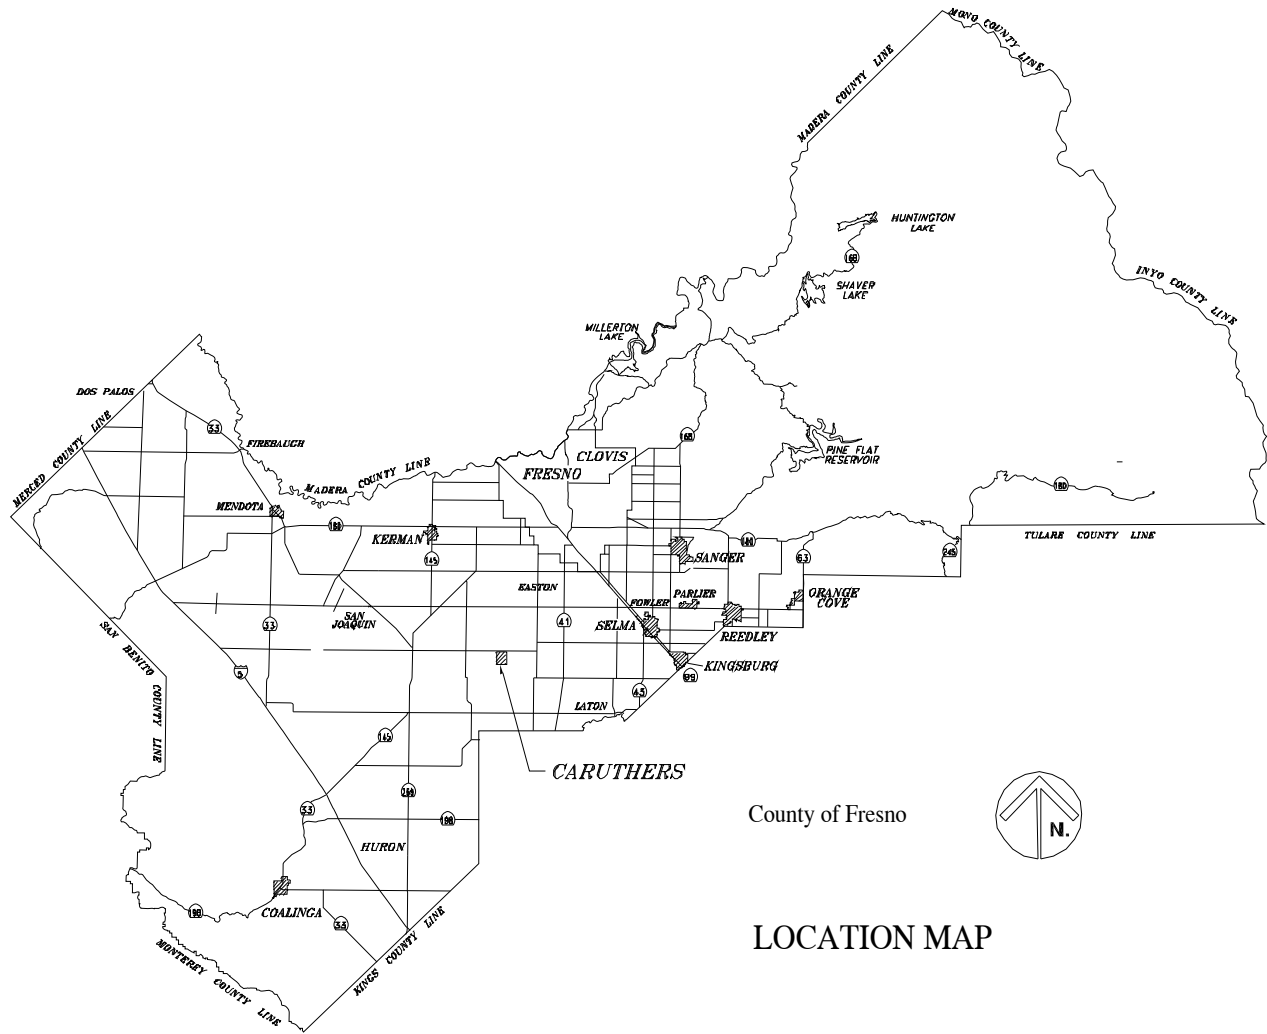 MONO COUNTY LINE
MADERA COUNTY LINE
HUNTINGTON
LAKE
168
SHAVER
LAKE
INYO COUNTY LINE
MILLERTON
LAKE
DOS PALOS
MERCED COUNTY LINE
33
FIREBAUGH
168
CLOVIS
PINE FLAT
RESERVOIR
MADERA COUNTY LINE
FRESNO
180
MENDOTA
180
KERMAN
145
SANGER
180
63
245
TULARE COUNTY LINE
EASTON
PARLIER
ORANGE
COVE
FOWLER
SAN
JOAQUIN
33
41
SELMA
REEDLEY
SAN BENITO
COUNTY LINE
5
KINGSBURG
99
43
LATON
145
CARUTHERS
269
33
198
County of Fresno
N.
HURON
COALINGA
198
33
LOCATION MAP
MONTEREY COUNTY LINE
KINGS COUNTY LINE